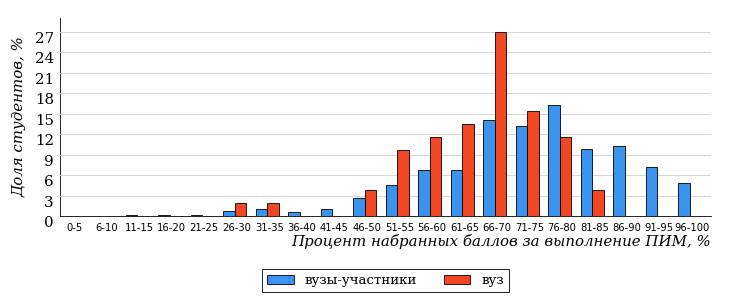 Доля студентов, %
27
24
21
18
15
12
9
6
3
0
0-5 6-10 11-15 16-20 21-25 26-30 31-35 36-40 41-45 46-50 51-55 56-60 61-65 66-70 71-75 76-80 81-85 86-90 91-95 96-100
Процент набранных баллов за выполнение ПИМ, %
вузы-участники вуз